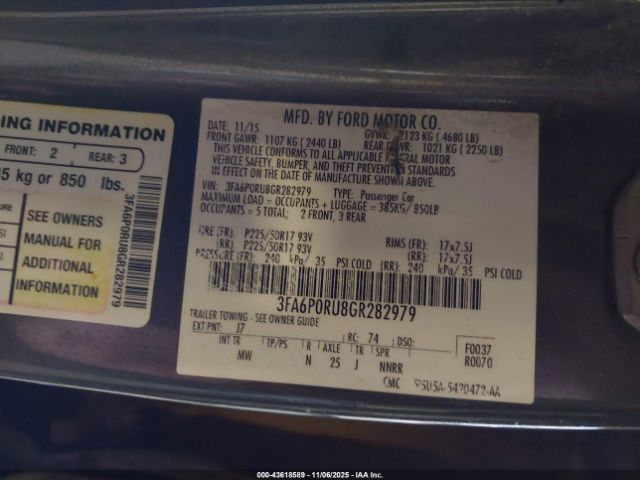 ING INFORMATION
FRONT: 2 REAR: 3
5 kg or 850 lbs.
SEE OWNERS
MANUAL FOR
ADDITIONAL
INFORMATION
3FA6P0RU8GR282979
MFD. BY FORD MOTOR CO.
DATE: 11/15 GVWR: 2123 KG ( 4680 LB)
FRONT GAWR: 1107 KG ( 2440 LB) REAR 1021 KG ( 2250 LB)
THIS VEHICLE CONFORMS TO ALL APPLICABLE MOTOR
VEHICLE SAFETY, BUMPER, AND THEFT PREVENTION STANDARDS
IN EFFECT ON THE DATE OF MANUFACTURE SHOWN ABOVE.
VIN: 3FA6P0RU8GR282979 TYPE: Passenger Car
MAXIMUM LOAD = OCCUPANTS + LUGGAGE = 385KG/ 850LB
OCCUPANTS = 5 TOTAL: 2 FRONT, 3 REAR
TIRE (FR): P225/50R17 93V RIMS (FR): 17x7.5J
(RR): P225/50R17 93V (RR): 17x7.5J
PRESSURE (FR): 240 kPa/ 35 PSI COLD (RR): 240 kPa/ 35 PSI COLD
3FA6P0RU8GR282979
TRAILER TOWING - SEE OWNER GUIDE
EXT PNT: J7 RC: 74 DSO: F0037
INT TR TP/PS R AXLE TR SPR R0070
MW N 25 J NNRR
CMC
000-43618589 - 11/06/2025 - IAA Inc.